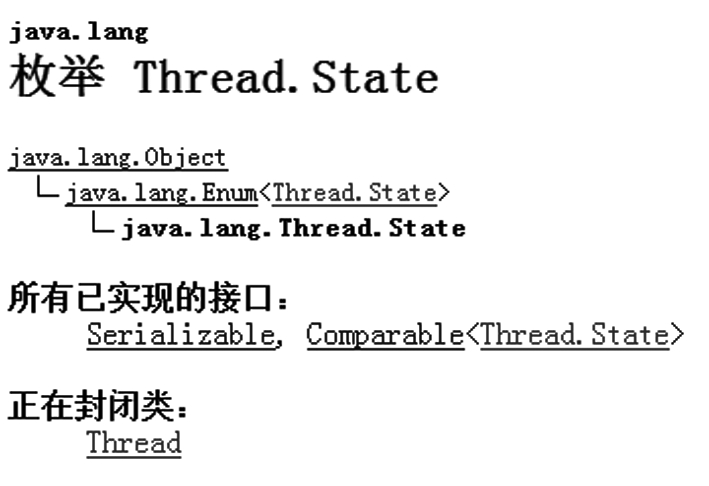 java.lang
枚举 Thread.State
java.lang.Object
java.lang.Enum<Thread.State>
java.lang.Thread.State
所有已实现的接口：
Serializable, Comparable<Thread.State>
正在封闭类：
Thread